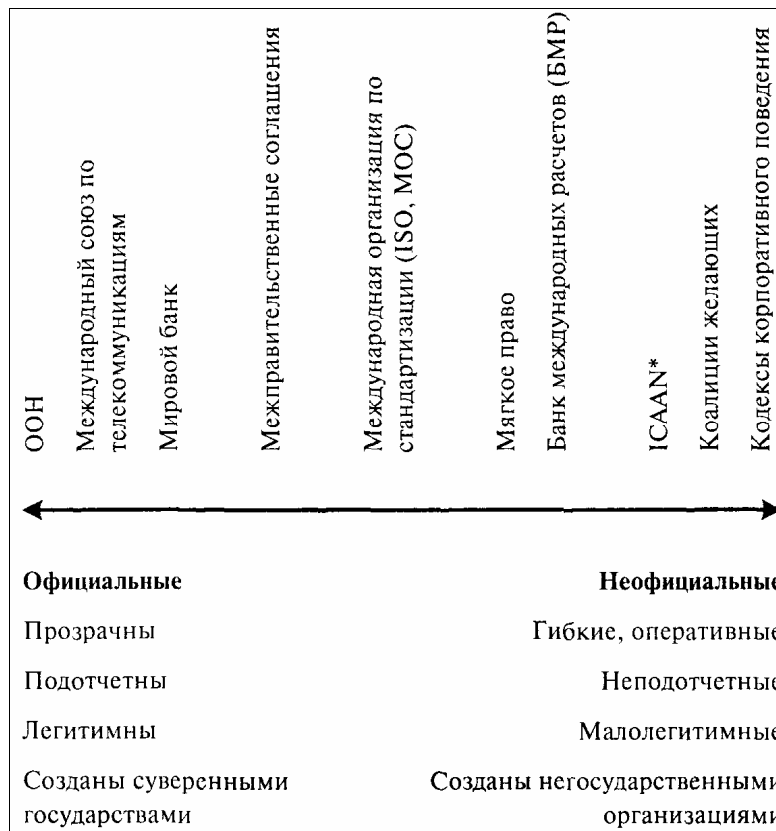 ООН
Международный союз по
телекоммуникациям
Мировой банк
Межправительственные соглашения
Международная организация по
стандартизации (ISO, МОС)
Мягкое право
Банк международных расчетов (БМР)
ICAAN*
Коалиции желающих
Кодексы корпоративного поведения
Официальные
Неофициальные
Прозрачны
Гибкие, оперативные
Подотчетны
Неподотчетные
Легитимны
Малолегитимные
Созданы суверенными
государствами
Созданы негосударственными
организациями